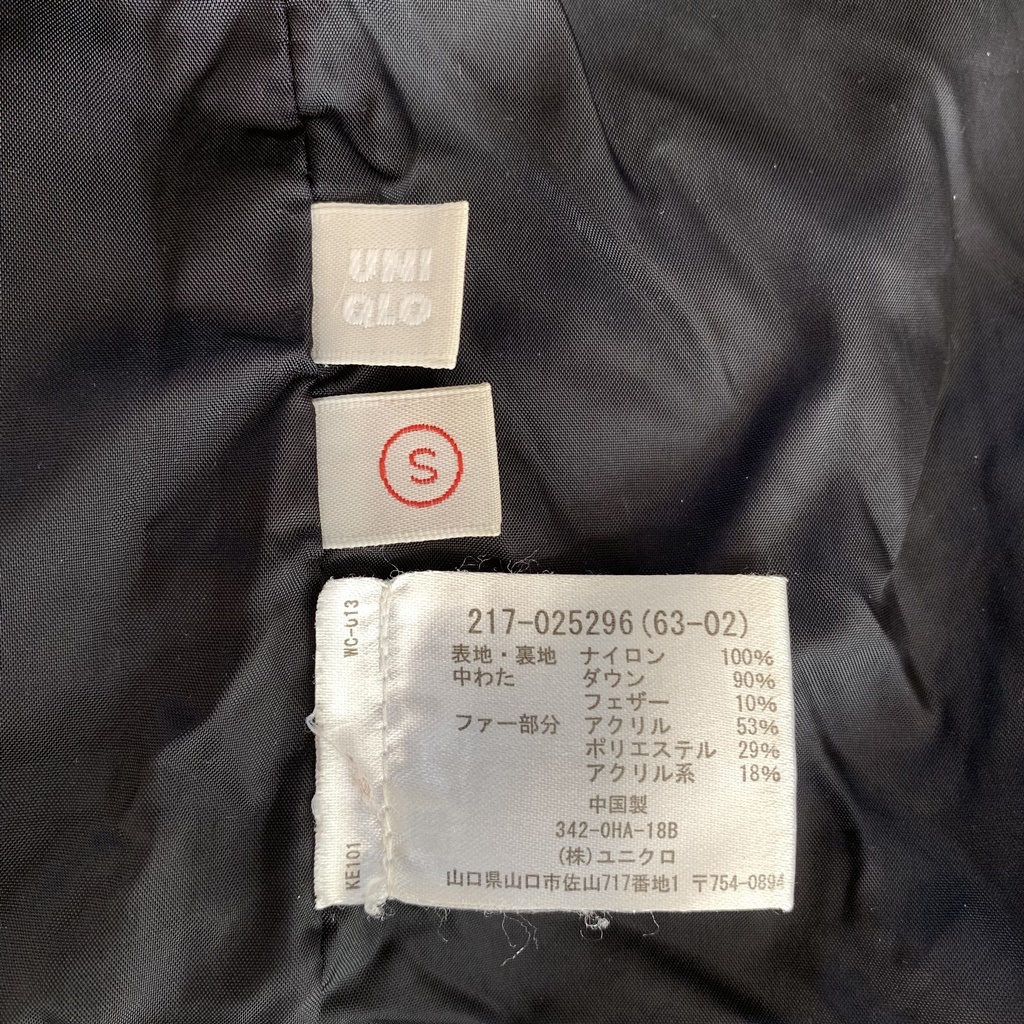 UNI
QLO
S
WC-013
KE101
217-025296(63-02)
表地・裏地 ナイロン 100%
中わた ダウン 90%
フェザー 10%
ファー部分 アクリル 53%
ポリエステル 29%
アクリル系 18%
中国製
342-0HA-18B
(株)ユニクロ
山口県山口市佐山717番地1 〒754-0894